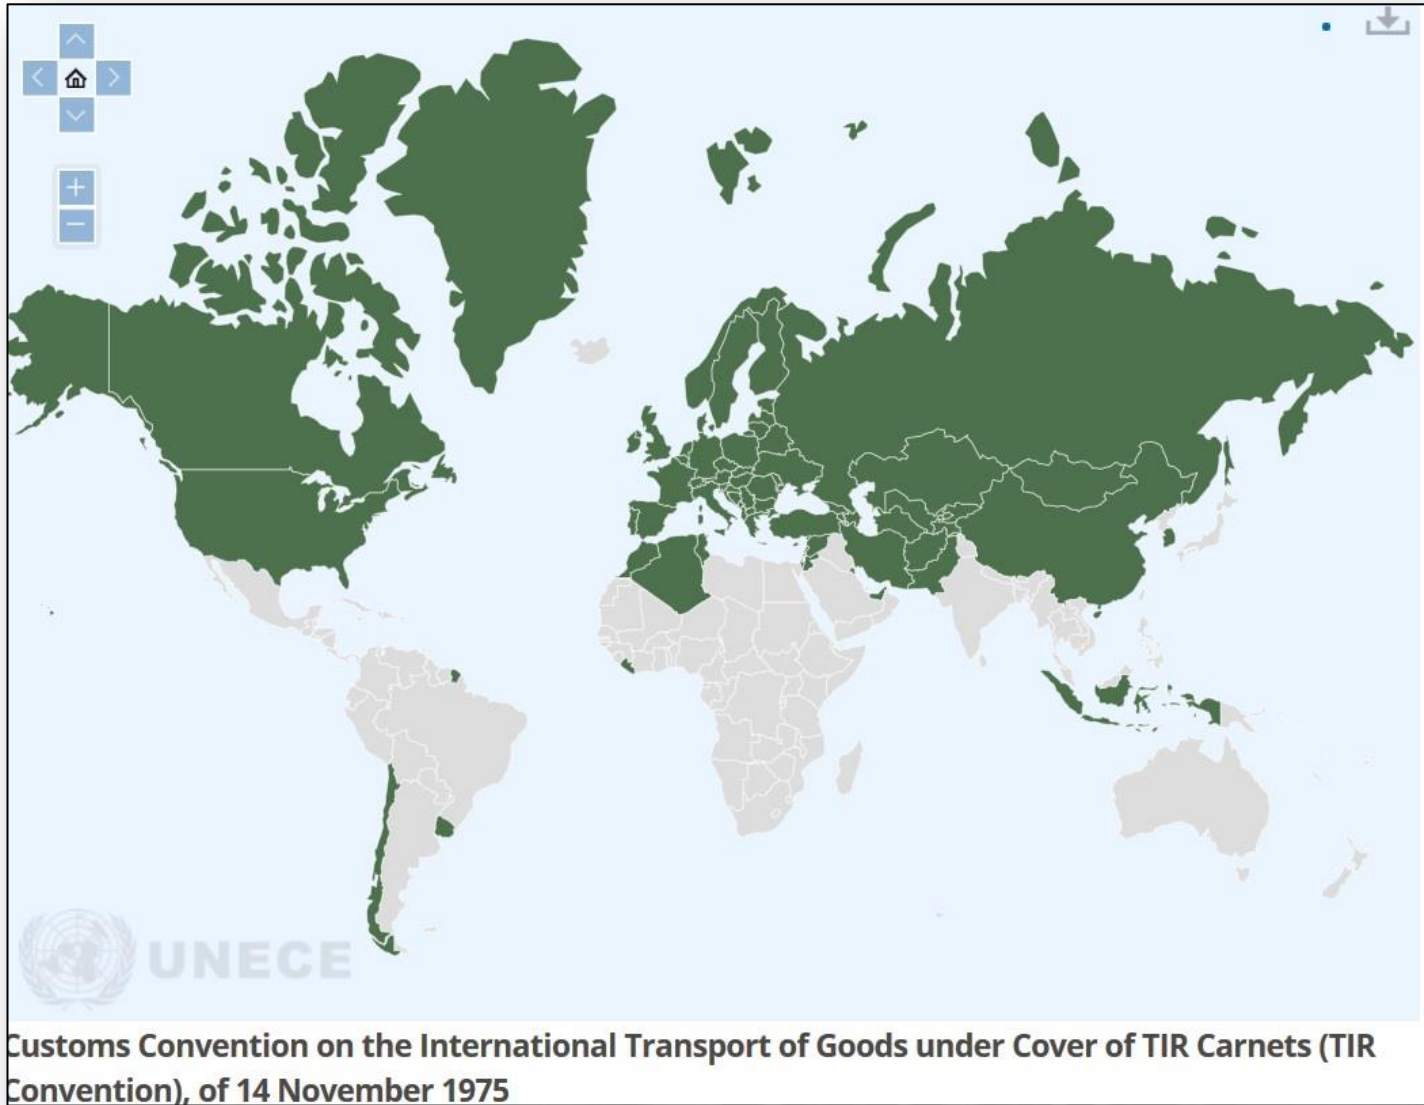 UNECE
Customs Convention on the International Transport of Goods under Cover of TIR Carnets (TIR
Convention), of 14 November 1975